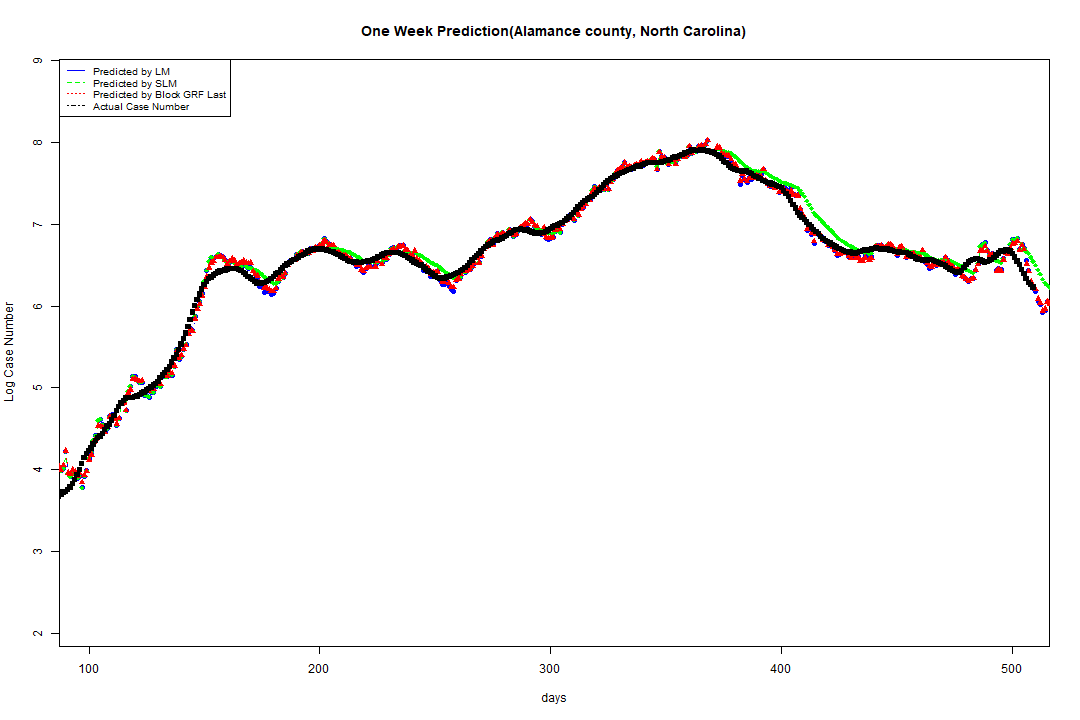 One Week Prediction(Alamance county, North Carolina)
Predicted by LM
Predicted by SLM
Predicted by Block GRF Last
Actual Case Number
9
8
7
6
5
4
3
2
Log Case Number
100 200 300 400 500
days